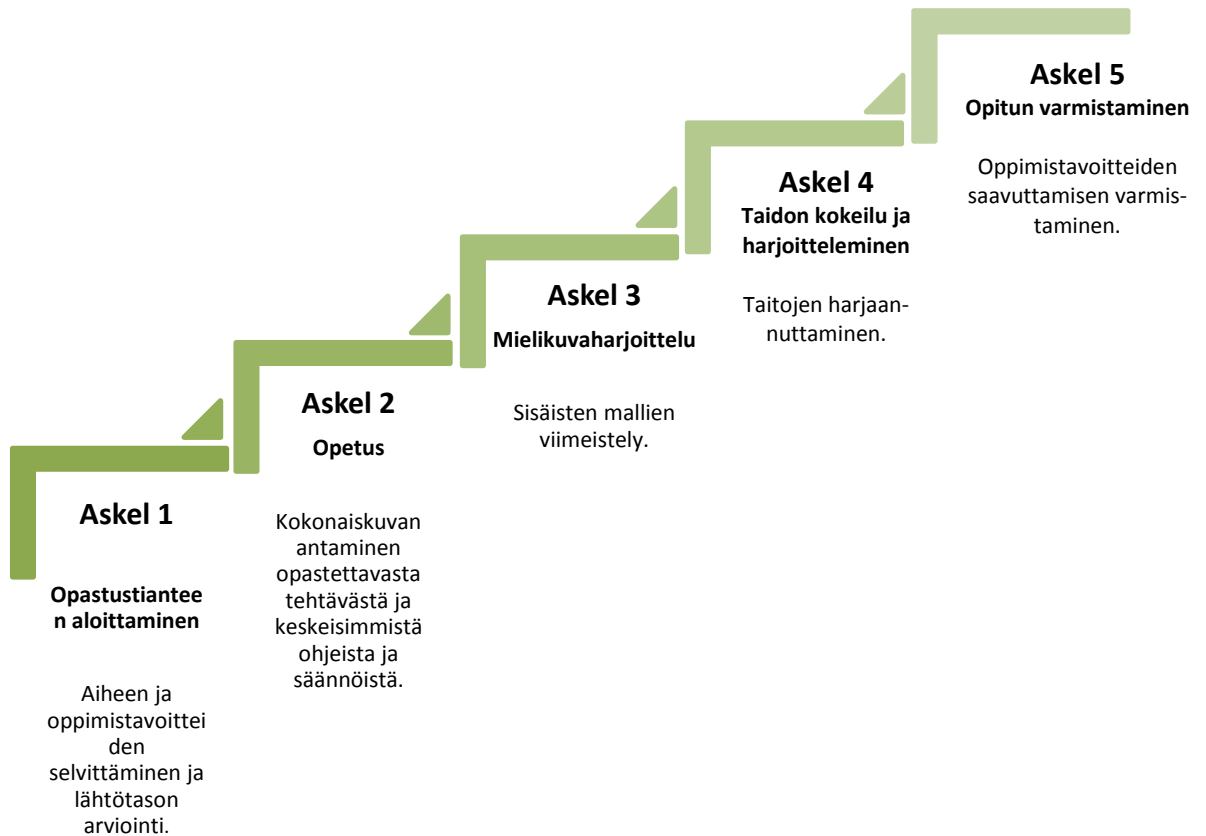 Askel 1
Opastustiantee
n aloittaminen
Aiheen ja
oppimistavoittei
den
selvittäminen ja
lähtötason
arviointi.
Askel 2
Opetus
Kokonaiskuvan
antaminen
opastettavasta
tehtävästä ja
keskeisimmistä
ohjeista ja
säännöistä.
Askel 3
Mielikuvaharjoittelu
Sisäisten mallien
viimeistely.
Askel 4
Taidon kokeilu ja
harjoitteleminen
Taitojen harjaan-
nuttaminen.
Askel 5
Opitun varmistaminen
Oppimistavoitteiden
saavuttamisen varmis-
taminen.